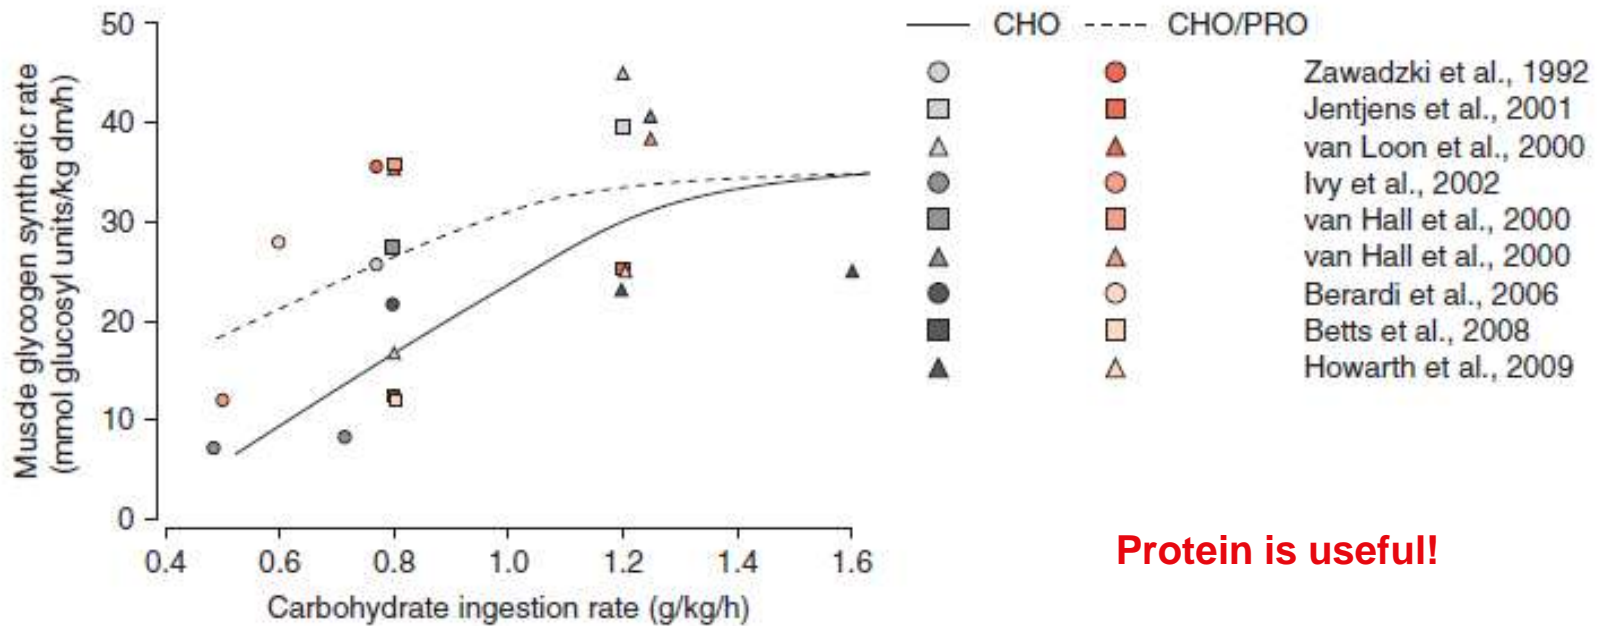 50
40
30
20
10
0
Musde glycogen synthetic rate
(mmol glucosyl units/kg dm/h)
0.4 0.6 0.8 1.0 1.2 1.4 1.6
Carbohydrate ingestion rate (g/kg/h)
CHO CHO/PRO
Zawadzki et al., 1992
Jentjens et al., 2001
van Loon et al., 2000
Ivy et al., 2002
van Hall et al., 2000
van Hall et al., 2000
Berardi et al., 2006
Betts et al., 2008
Howarth et al., 2009
Protein is useful!